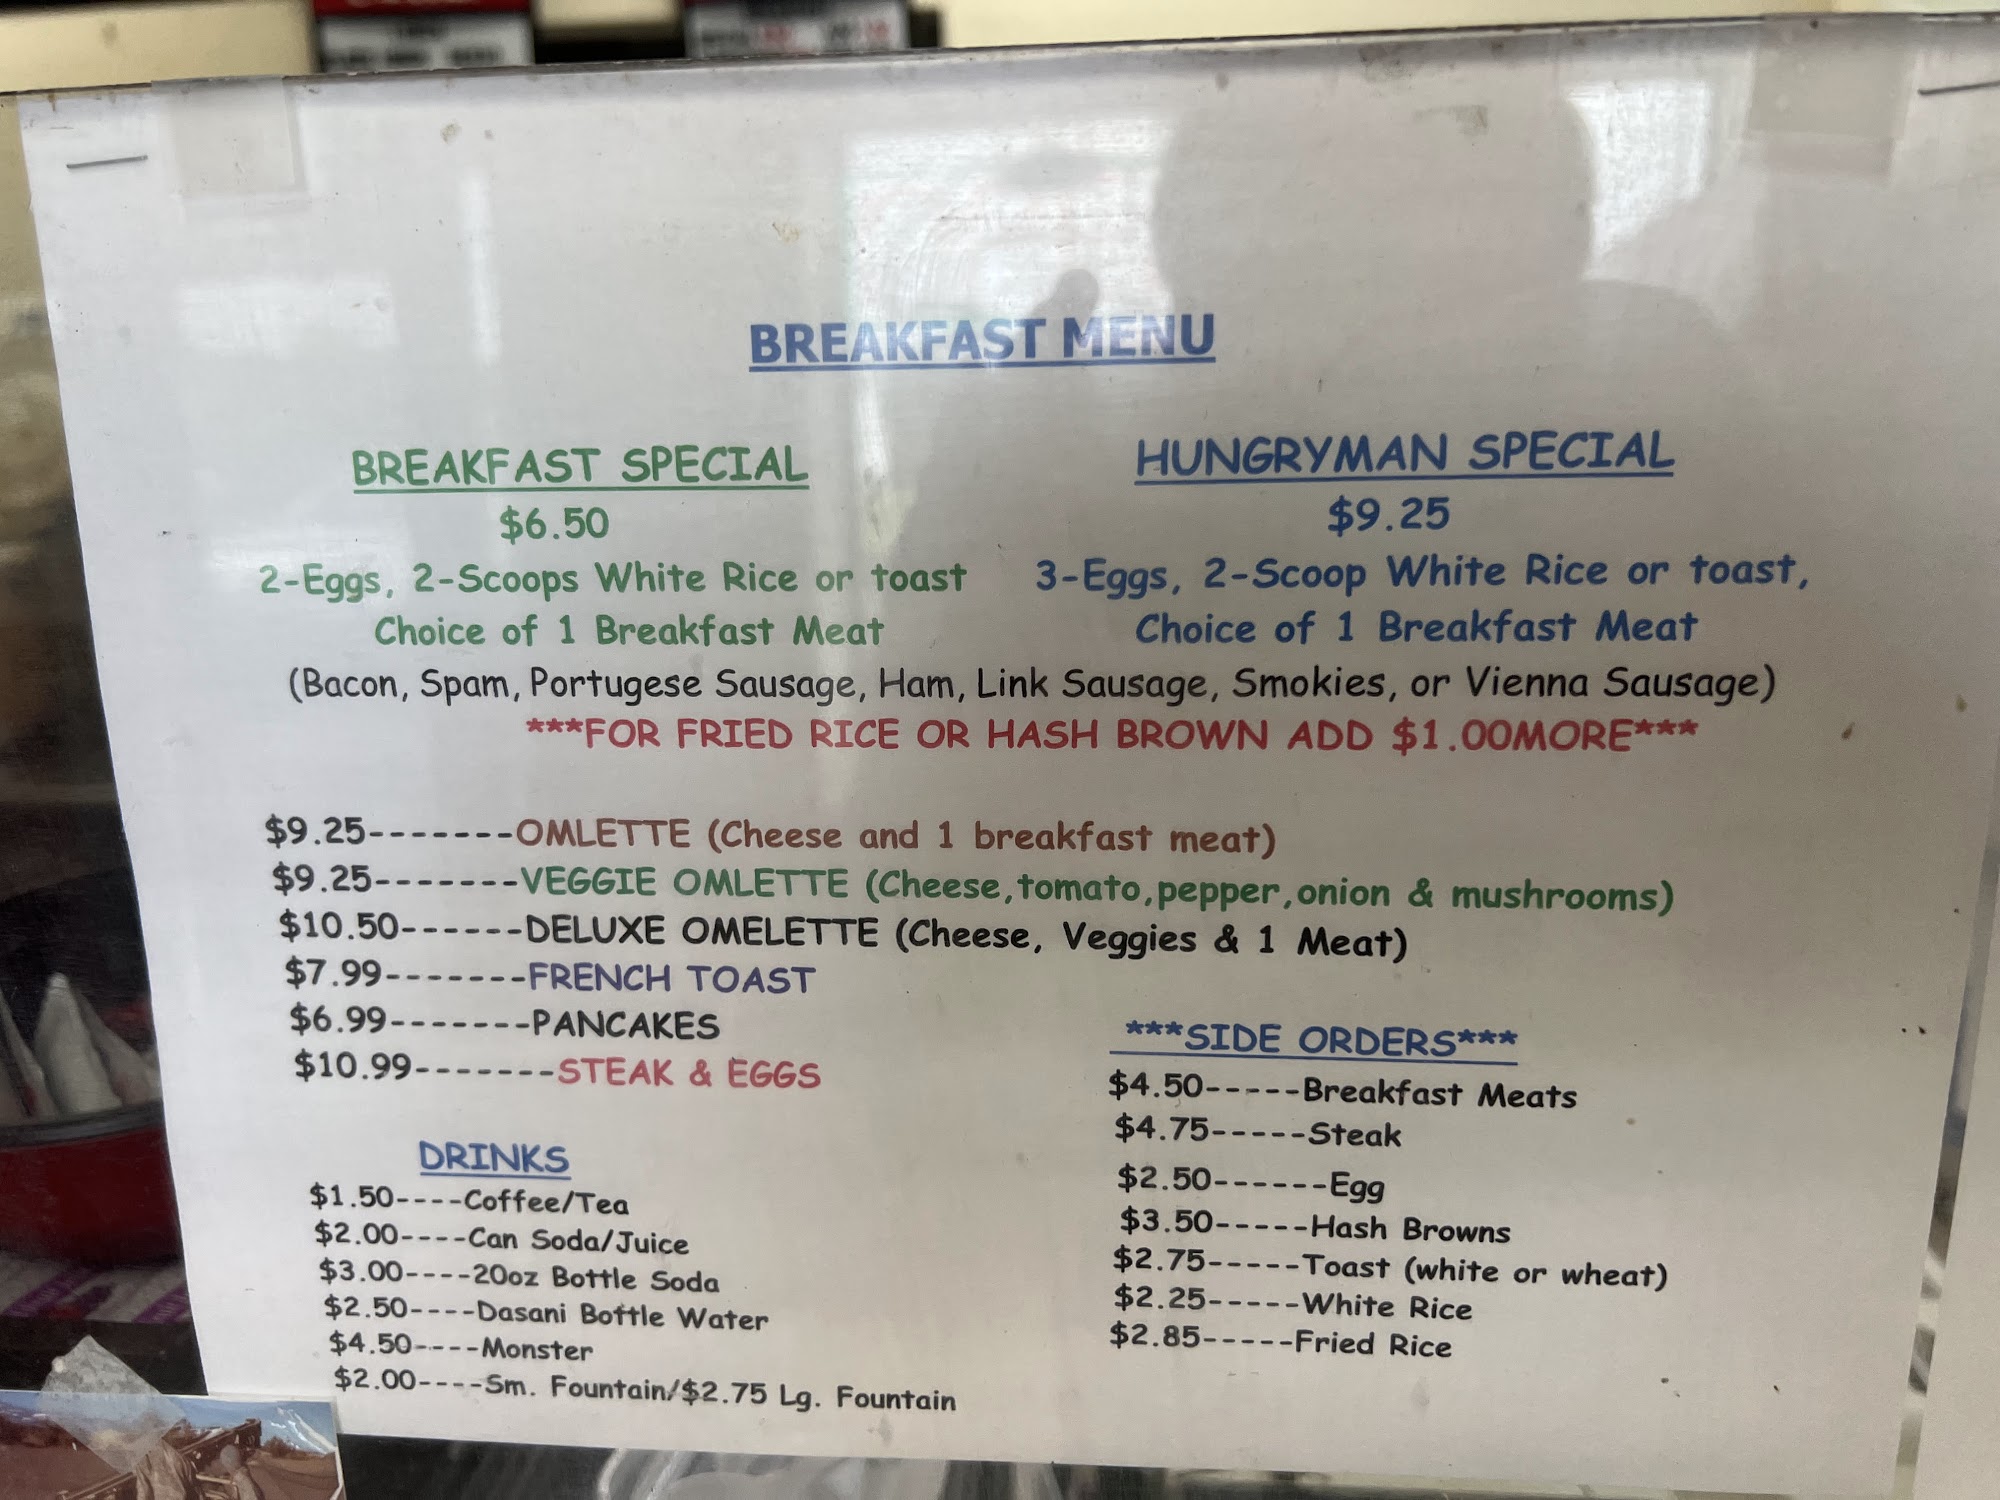 BREAKFAST MENU
BREAKFAST SPECIAL
$6.50
2-Eggs, 2-Scoops White Rice or toast
Choice of 1 Breakfast Meat
HUNGRYMAN SPECIAL
$9.25
3-Eggs, 2-Scoop White Rice or toast,
Choice of 1 Breakfast Meat
(Bacon, Spam, Portugese Sausage, Ham, Link Sausage, Smokies, or Vienna Sausage)
***FOR FRIED RICE OR HASH BROWN ADD $1.00MORE***
$9.25-------OMLETTE (Cheese and 1 breakfast meat)
$9.25-------VEGGIE OMLETTE (Cheese,tomato,pepper,onion & mushrooms)
$10.50------DELUXE OMELETTE (Cheese, Veggies & 1 Meat)
$7.99-------FRENCH TOAST
$6.99-------PANCAKES
$10.99-------STEAK & EGGS
DRINKS
$1.50----Coffee/Tea
$2.00----Can Soda/Juice
$3.00----20oz Bottle Soda
$2.50----Dasani Bottle Water
$4.50----Monster
$2.00----Sm. Fountain/$2.75 Lg. Fountain
***SIDE ORDERS***
$4.50-----Breakfast Meats
$4.75-----Steak
$2.50------Egg
$3.50-----Hash Browns
$2.75-----Toast (white or wheat)
$2.25-----White Rice
$2.85-----Fried Rice